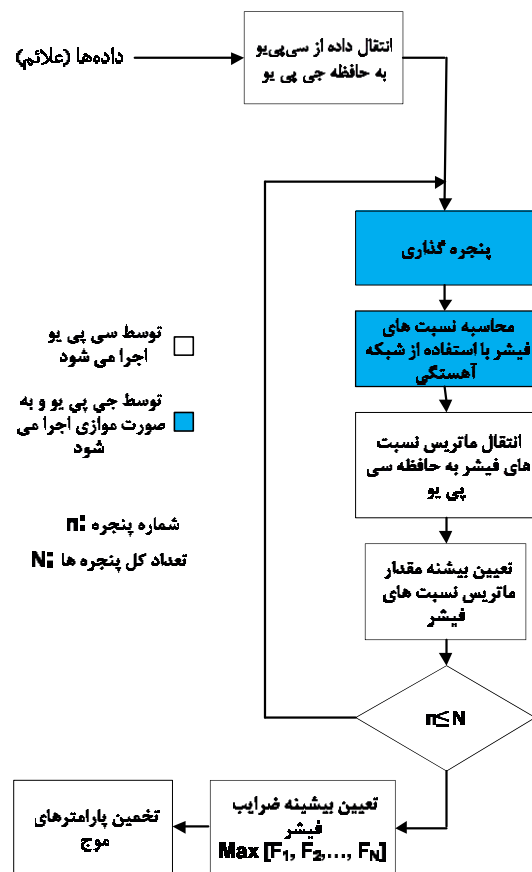 داده‌ها (علائم)
انتقال داده از سی‌پی‌یو
به حافظه جی پی یو
پنجره گذاری
محاسبه نسبت های
فیشر با استفاده از شبکه
آهستگی
انتقال ماتریس نسبت
های فیشر به حافظه سی
پی یو
تعیین بیشنه مقدار
ماتریس نسبت های
فیشر
n≤ N
تعیین بیشینه ضرایب
فیشر
Max [F₁, F₂,..., F_N]
تخمین پارامترهای
موج
توسط سی پی یو
اجرا می شود
توسط جی پی یو و به
صورت موازی اجرا می
شود
n: شماره پنجره
N: تعداد کل پنجره ها